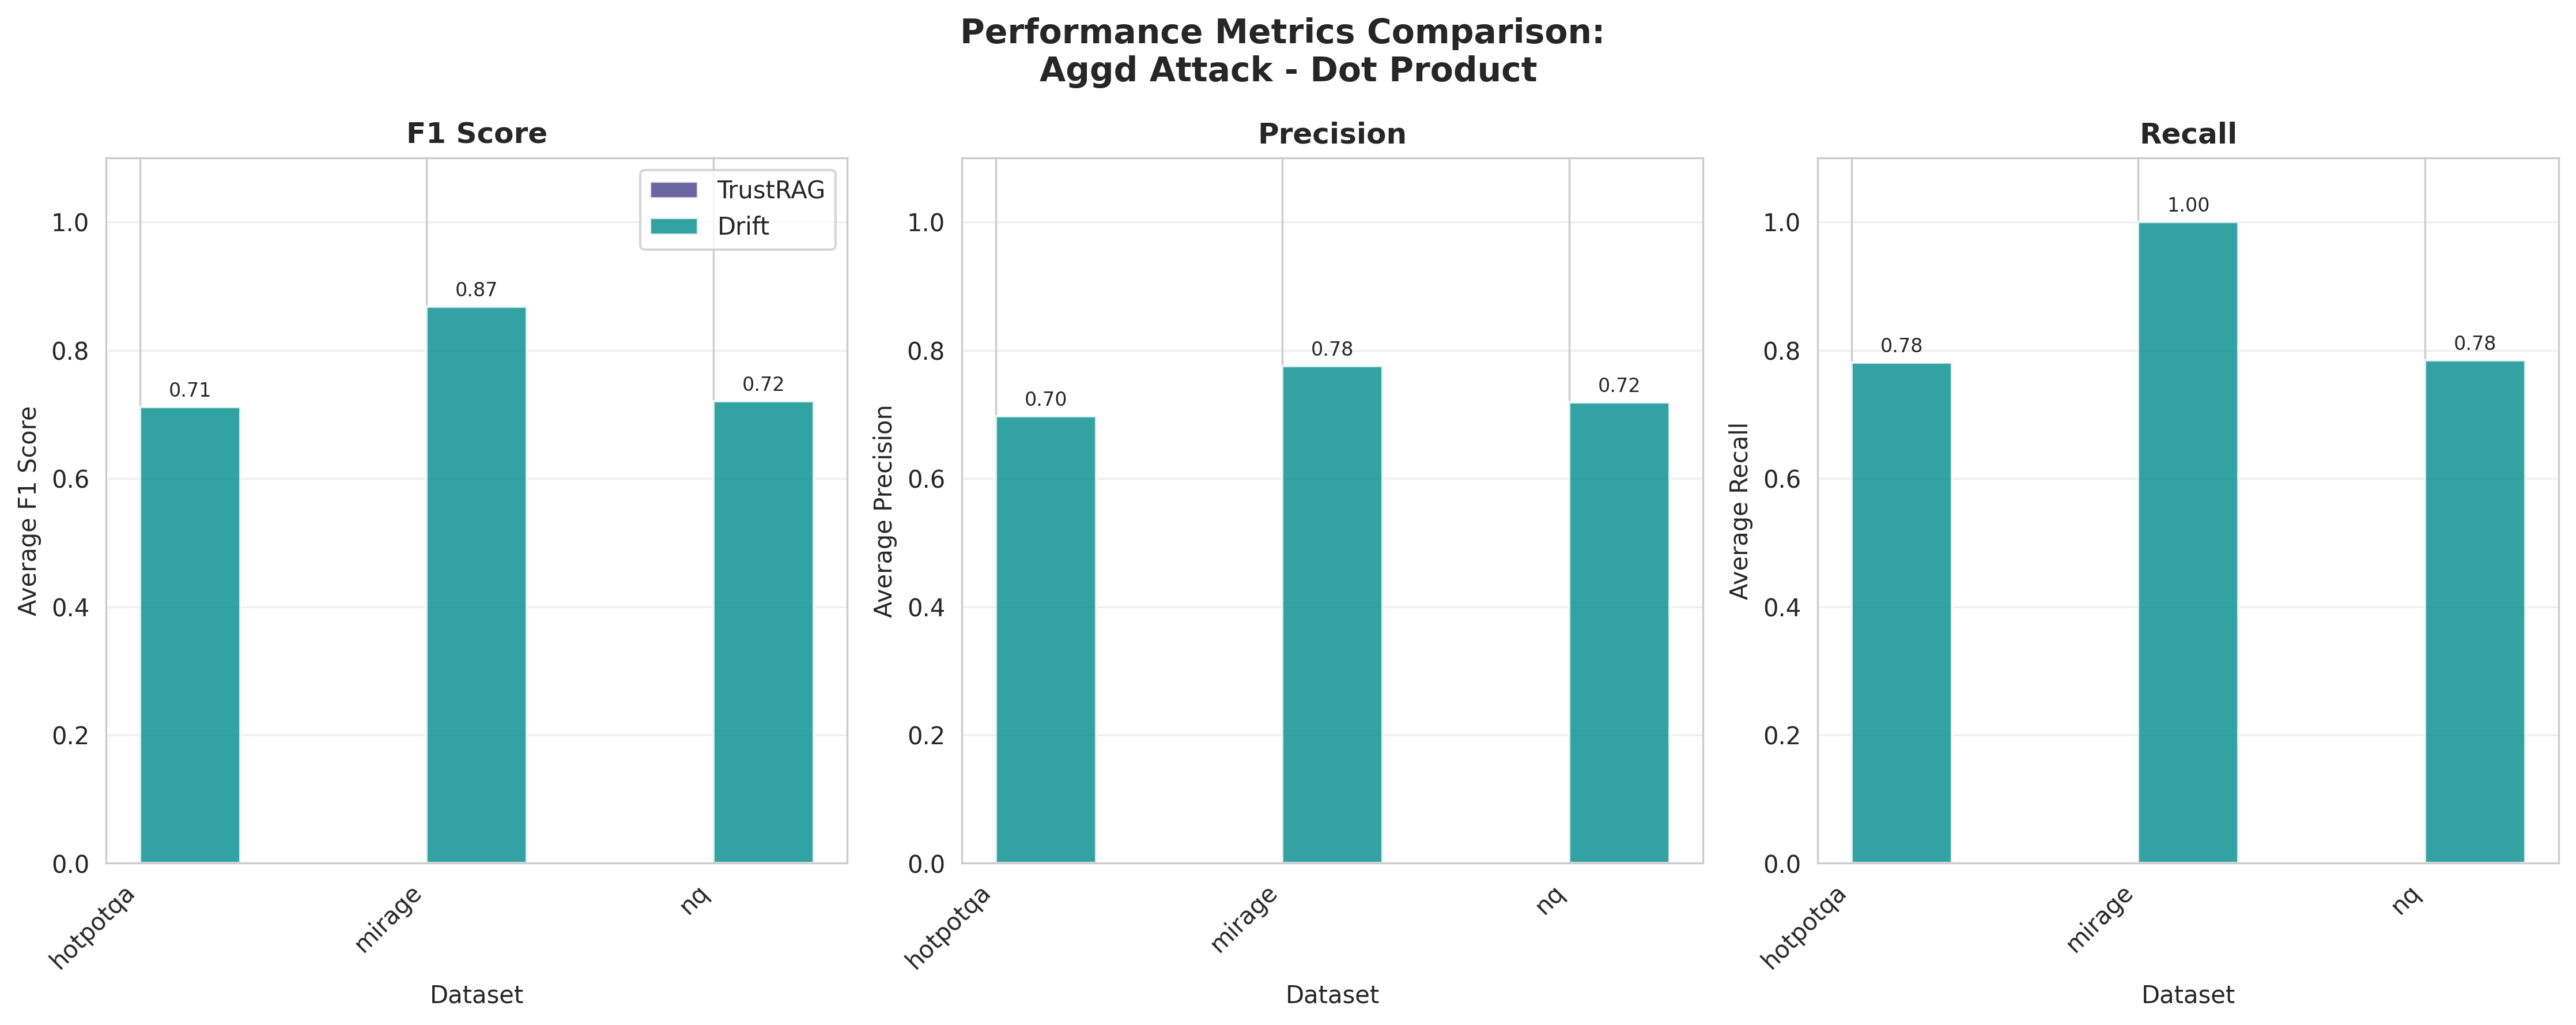 Performance Metrics Comparison:
Aggd Attack - Dot Product
F1 Score
TrustRAG
Drift
Average F1 Score
1.0
0.8
0.6
0.4
0.2
0.0
0.71
0.87
0.72
hotpotqa
mirage
nq
Dataset
Precision
Average Precision
1.0
0.8
0.6
0.4
0.2
0.0
0.70
0.78
0.72
hotpotqa
mirage
nq
Dataset
Recall
Average Recall
1.0
0.8
0.6
0.4
0.2
0.0
0.78
1.00
0.78
hotpotqa
mirage
nq
Dataset